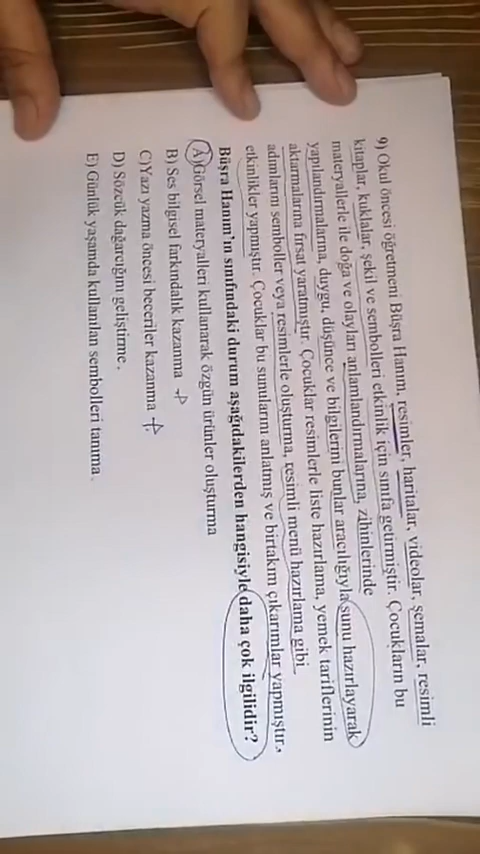 9) Okul öncesi öğretmeni Büşra Hanım, resimler, haritalar, videolar, şemalar, resimli
kitaplar, kuklalar, şekil ve sembolleri etkinlik için sınıfa getirmiştir. Çocukların bu
materyallerle ile doğa ve olayları anlamlandırmalarına, zihinlerinde
yapılandırmalarına, duygu, düşünce ve bilgilerini bunlar aracılığıyla sunu hazırlayarak
aktarmalarına fırsat yaratmıştır. Çocuklar resimlerle liste hazırlama, yemek tariflerinin
adımlarını semboller veya resimlerle oluşturma, resimli menü hazırlama gibi
etkinlikler yapmıştır. Çocuklar bu sunularını anlatmış ve birtakım çıkarımlar yapmıştır.
Büşra Hanım'ın sınıfındaki durum aşağıdakilerden hangisiyle daha çok ilgilidir?
A) Görsel materyalleri kullanarak özgün ürünler oluşturma
B) Ses bilgisel farkındalık kazanma
C) Yazı yazma öncesi beceriler kazanma
D) Sözcük dağarcığını geliştirme.
E) Günlük yaşamda kullanılan sembolleri tanıma.